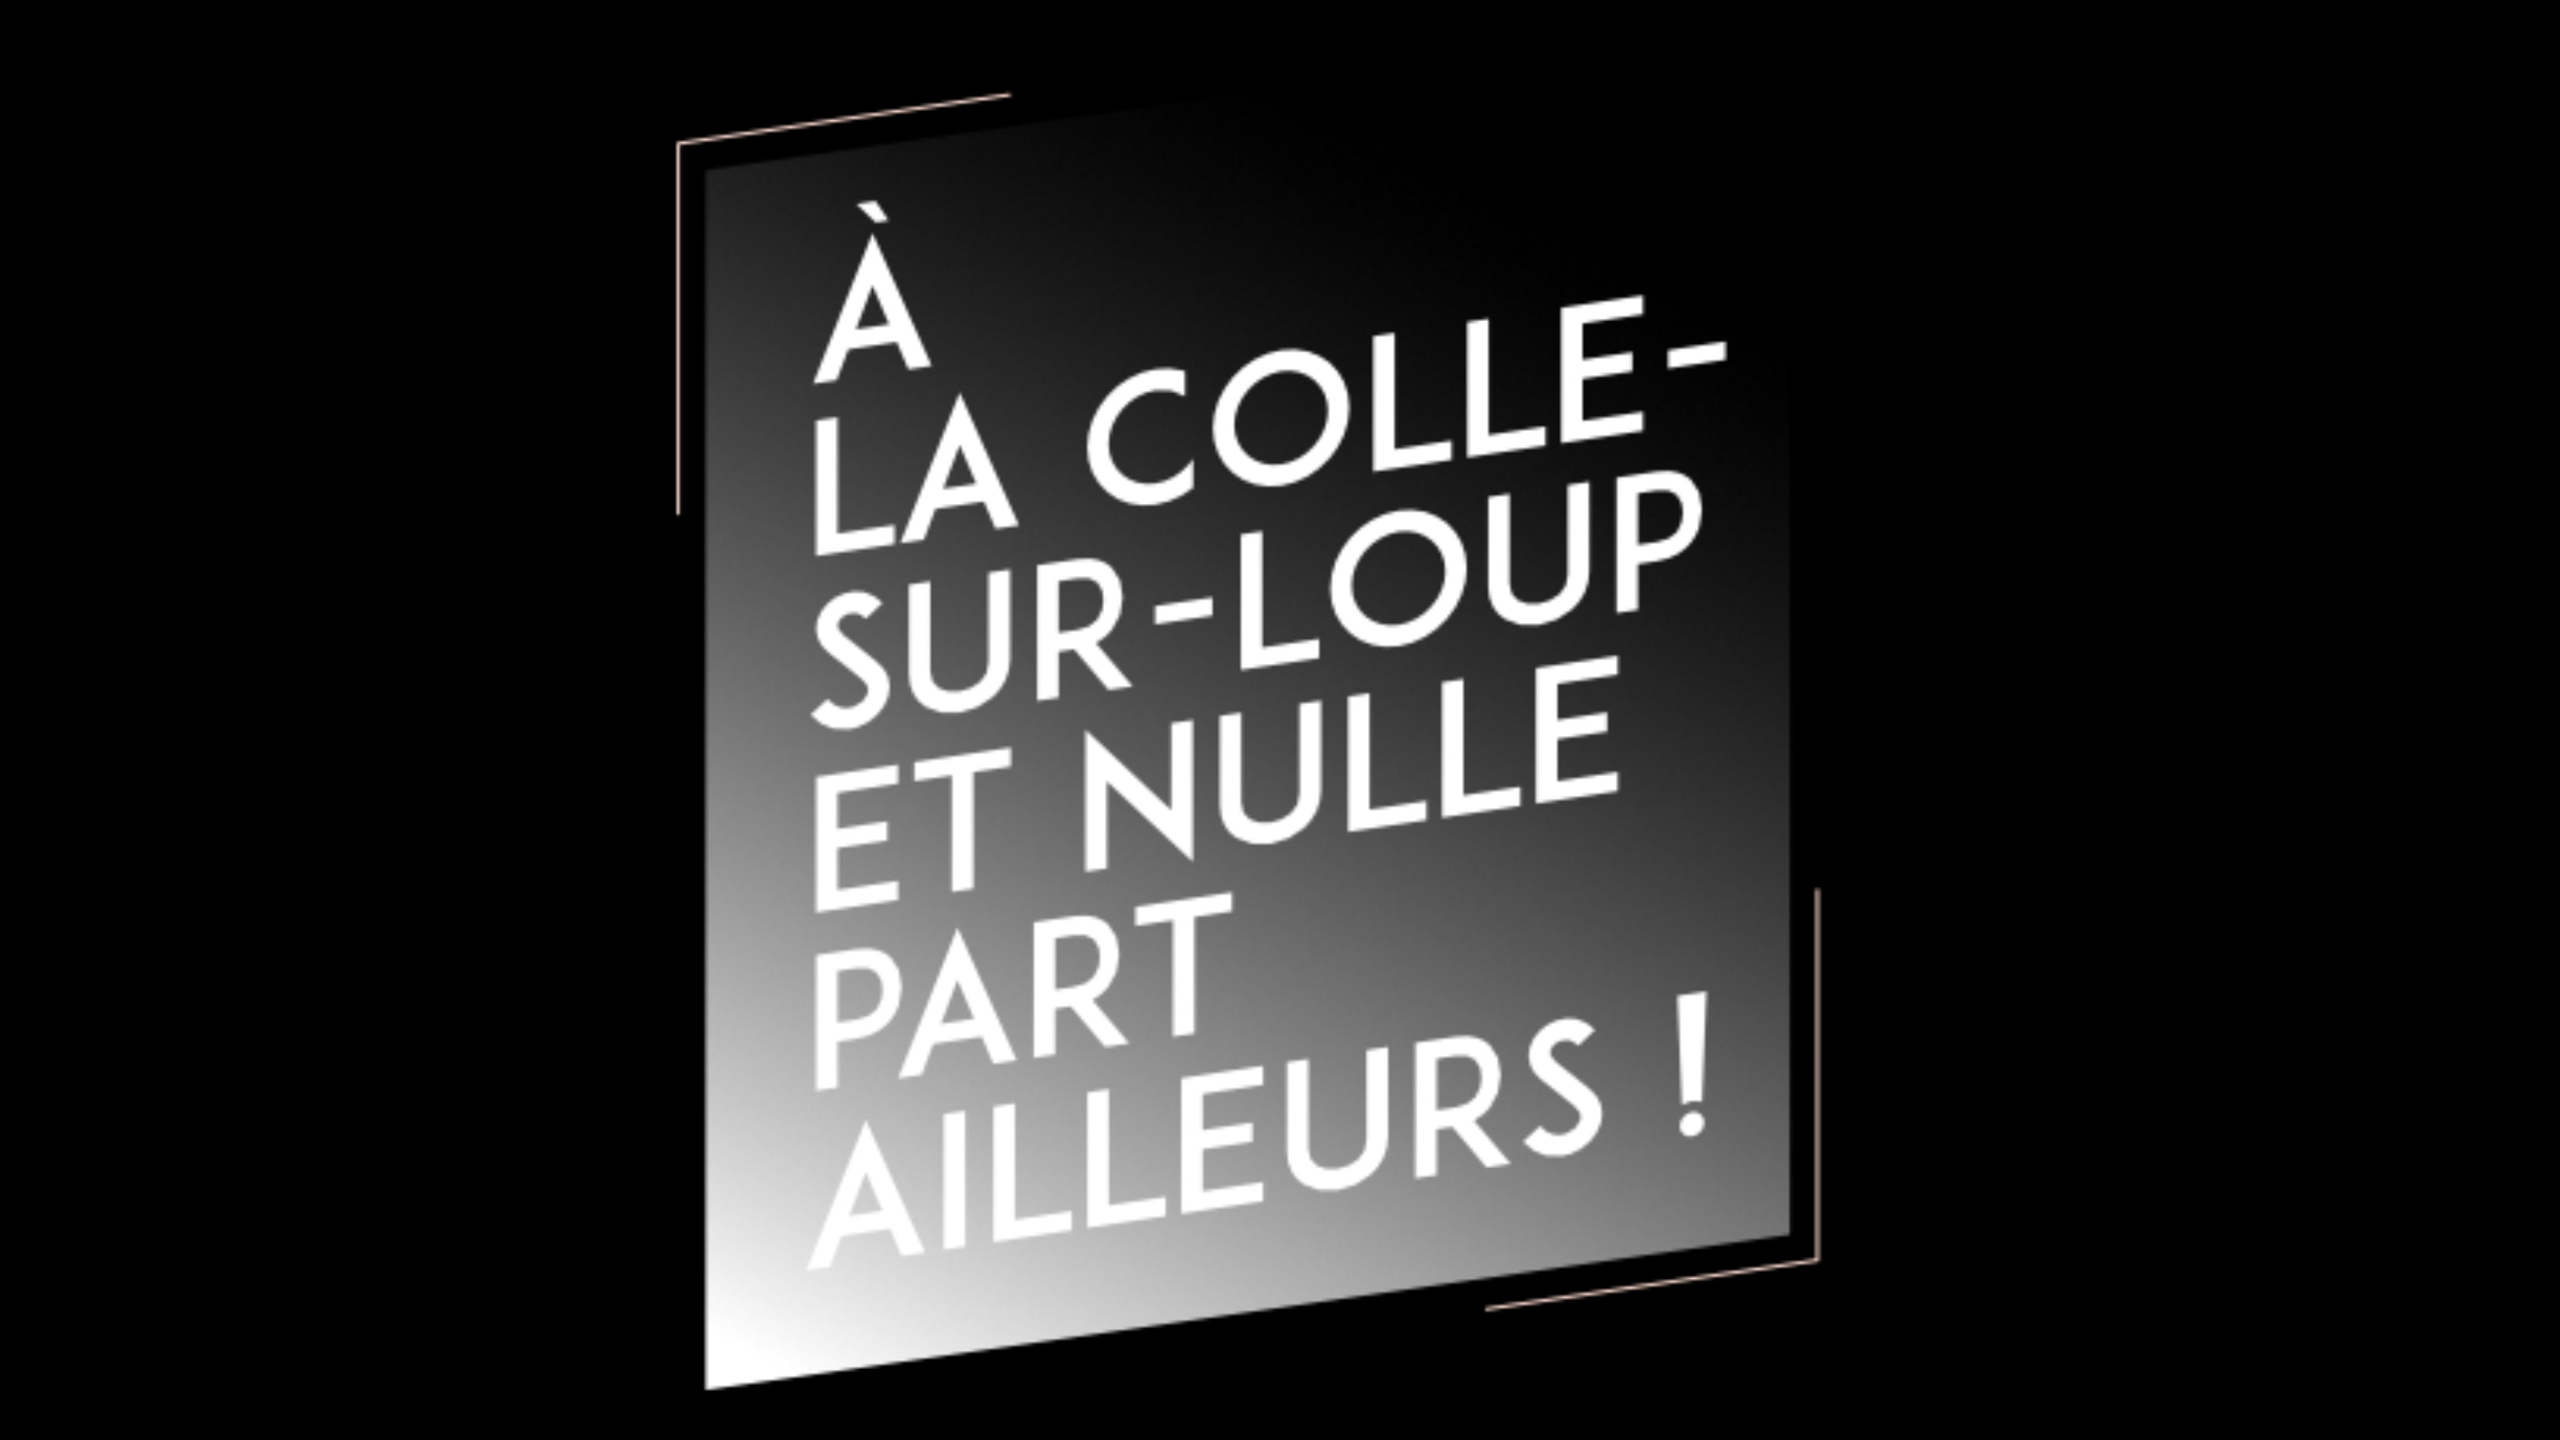 À
LA COLLE-
SUR-LOUP
ET NULLE
PART
AILLEURS !